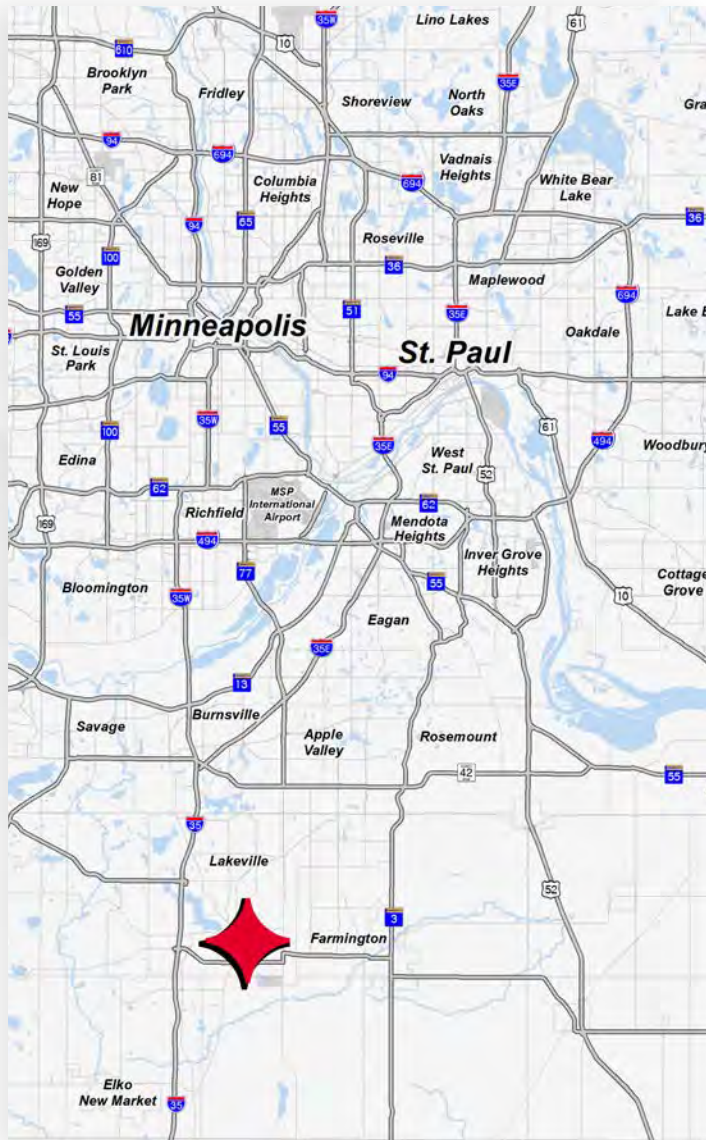 35W
Lino Lakes
61
10
610
Brooklyn
Park
Fridley
35E
Shoreview
North
Oaks
Gra
94
694
81
New
Hope
Columbia
Heights
694
Vadnais
Heights
White Bear
Lake
169
94
65
36
Roseville
100
Golden
Valley
36
Maplewood
694
55
Minneapolis
51
35E
Oakdale
Lake E
St. Louis
Park
St. Paul
94
100
35W
55
35E
61
494
Woodbury
Edina
West
St. Paul
52
62
MSP
International
Airport
Richfield
62
169
494
Mendota
Heights
Inver Grove
Heights
77
55
Bloomington
35W
10
Cottage
Grove
Eagan
35E
13
Savage
Burnsville
Apple
Valley
Rosemount
42
55
35
Lakeville
52
3
Farmington
Elko
New Market
35